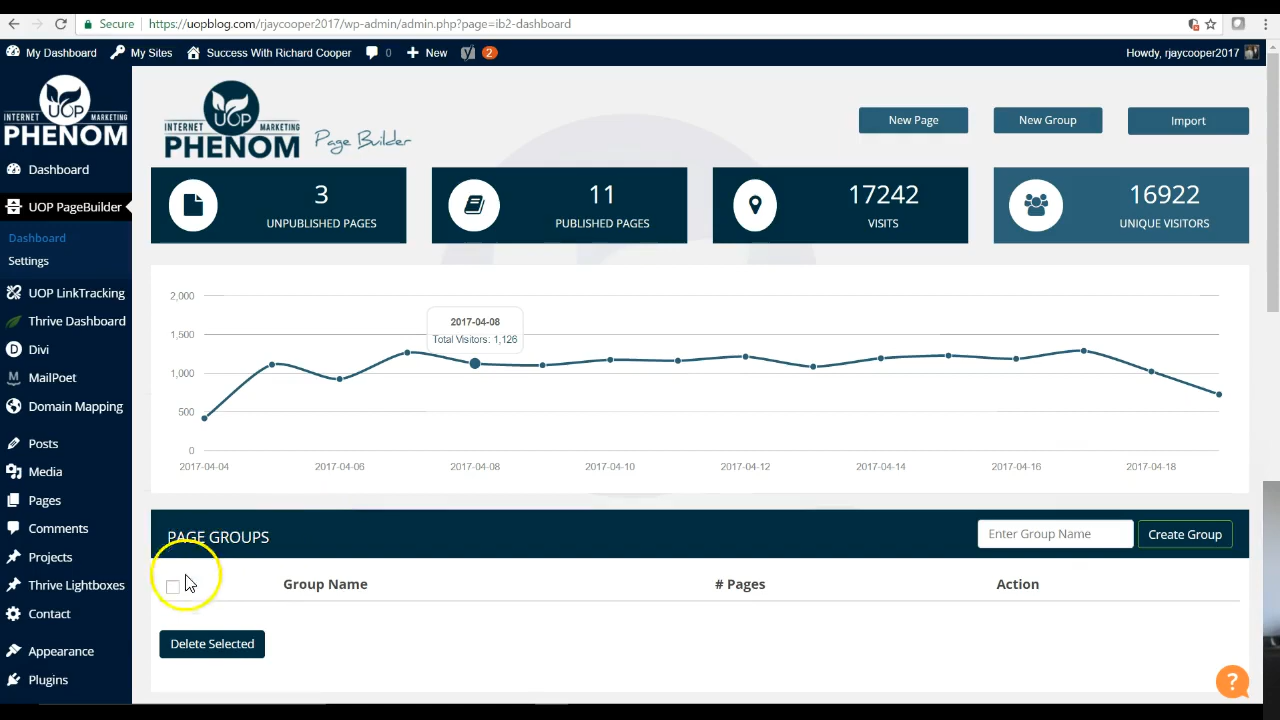 Secure
https://uopblog.com/rjaycooper2017/wp-admin/admin.php?page=ib2-dashboard
My Dashboard
My Sites
Success With Richard Cooper
0
New
2
Howdy, rjaycooper2017
INTERNET UOP MARKETING
PHENOM
Dashboard
UOP PageBuilder
Dashboard
Settings
UOP LinkTracking
Thrive Dashboard
Divi
MailPoet
Domain Mapping
Posts
Media
Pages
Comments
Projects
Thrive Lightboxes
Contact
Appearance
Plugins
INTERNET UOP MARKETING
PHENOM
Page Builder
New Page
New Group
Import
3
UNPUBLISHED PAGES
11
PUBLISHED PAGES
17242
VISITS
16922
UNIQUE VISITORS
2,000
1,500
1,000
500
0
2017-04-08
Total Visitors: 1,126
2017-04-04
2017-04-06
2017-04-08
2017-04-10
2017-04-12
2017-04-14
2017-04-16
2017-04-18
PAGE GROUPS
Enter Group Name
Create Group
Group Name
# Pages
Action
Delete Selected
?